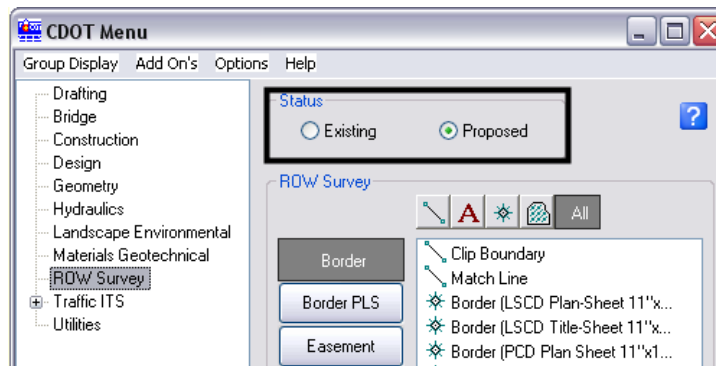 CDOT Menu
Group Display Add On's Options Help
Drafting
Bridge
Construction
Design
Geometry
Hydraulics
Landscape Environmental
Materials Geotechnical
ROW Survey
Traffic ITS
Utilities
Status
Existing Proposed
?
ROW Survey
A All
Border
Border PLS
Easement
Clip Boundary
Match Line
Border (LSCD Plan-Sheet 11"x...
Border (LSCD Title-Sheet 11"x...
Border (PCD Plan Sheet 11"x1...